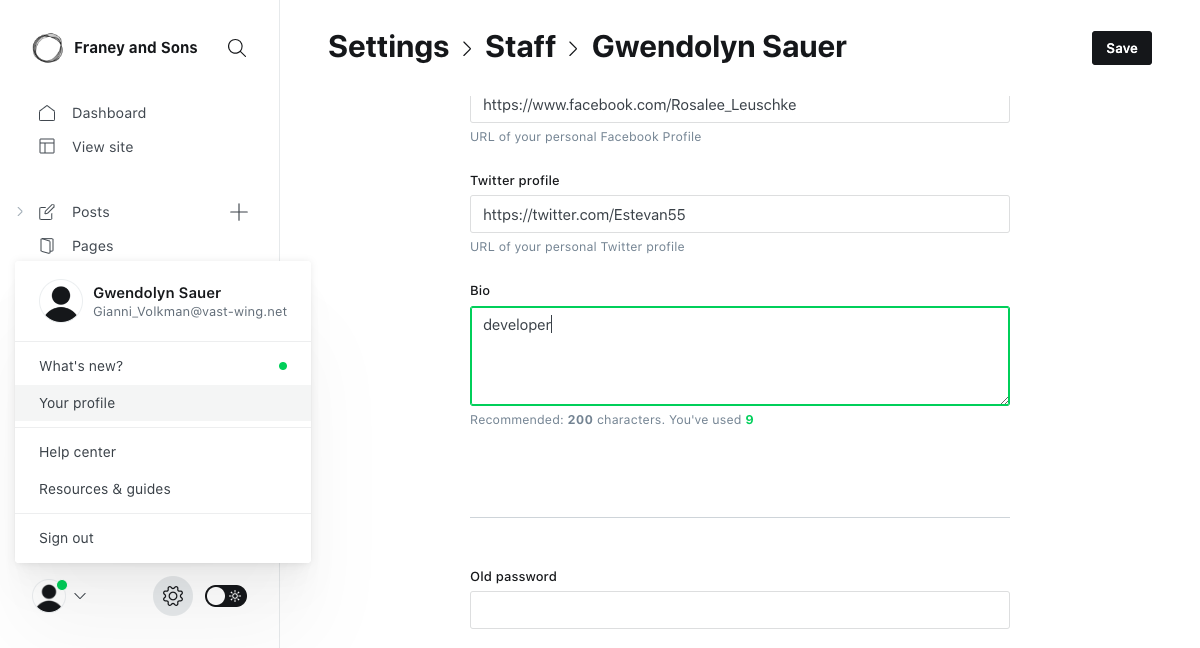 Franey and Sons
Dashboard
View site
Posts
Pages
Gwendolyn Sauer
Gianni_Volkman@vast-wing.net
What's new?
Your profile
Help center
Resources & guides
Sign out
Settings > Staff > Gwendolyn Sauer
Save
https://www.facebook.com/Rosalee_Leuschke
URL of your personal Facebook Profile
Twitter profile
https://twitter.com/Estevan55
URL of your personal Twitter profile
Bio
developer
Recommended: 200 characters. You've used 9
Old password